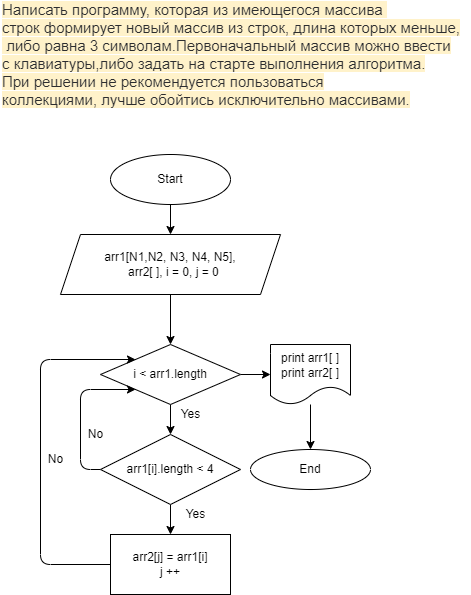 Написать программу, которая из имеющегося массива
строк формирует новый массив из строк, длина которых меньше,
либо равна 3 символам.Первоначальный массив можно ввести
с клавиатуры,либо задать на старте выполнения алгоритма.
При решении не рекомендуется пользоваться
коллекциями, лучше обойтись исключительно массивами.
Start
arr1[N1,N2, N3, N4, N5],
arr2[ ], i = 0, j = 0
i < arr1.length
print arr1[ ]
print arr2[ ]
Yes
No
No
arr1[i].length < 4
End
Yes
arr2[j] = arr1[i]
j ++